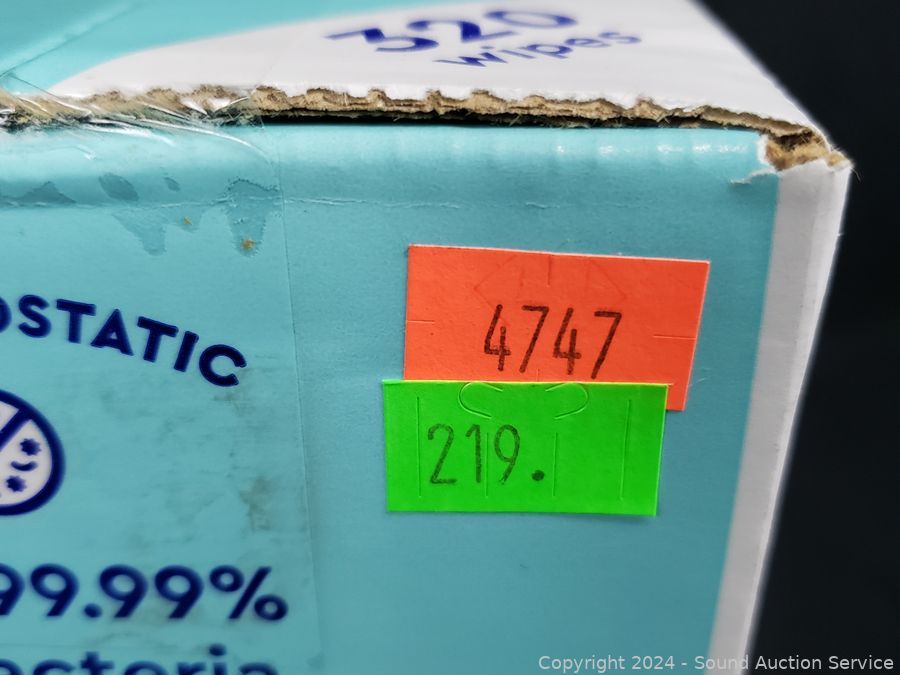 320
wipes
4747
219.
OSTATIC
99.99%
Copyright 2024 - Sound Auction Service